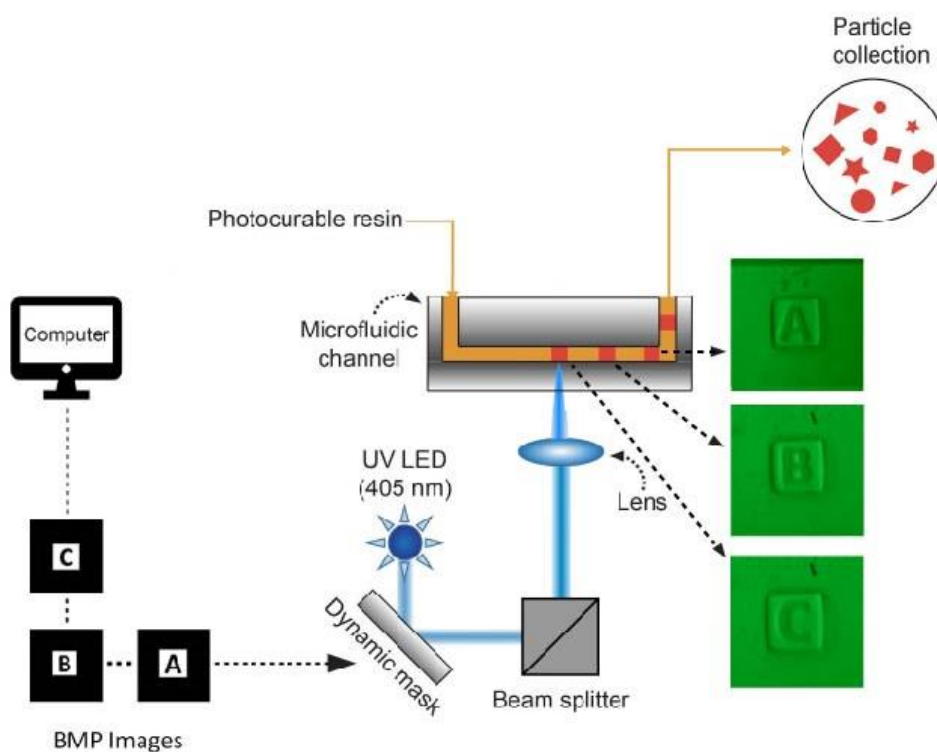 Particle
collection
Photocurable resin
Computer
Microfluidic
channel
A
UV LED
(405 nm)
Lens
B
C
Dynamic mask
C
B
A
Beam splitter
BMP Images